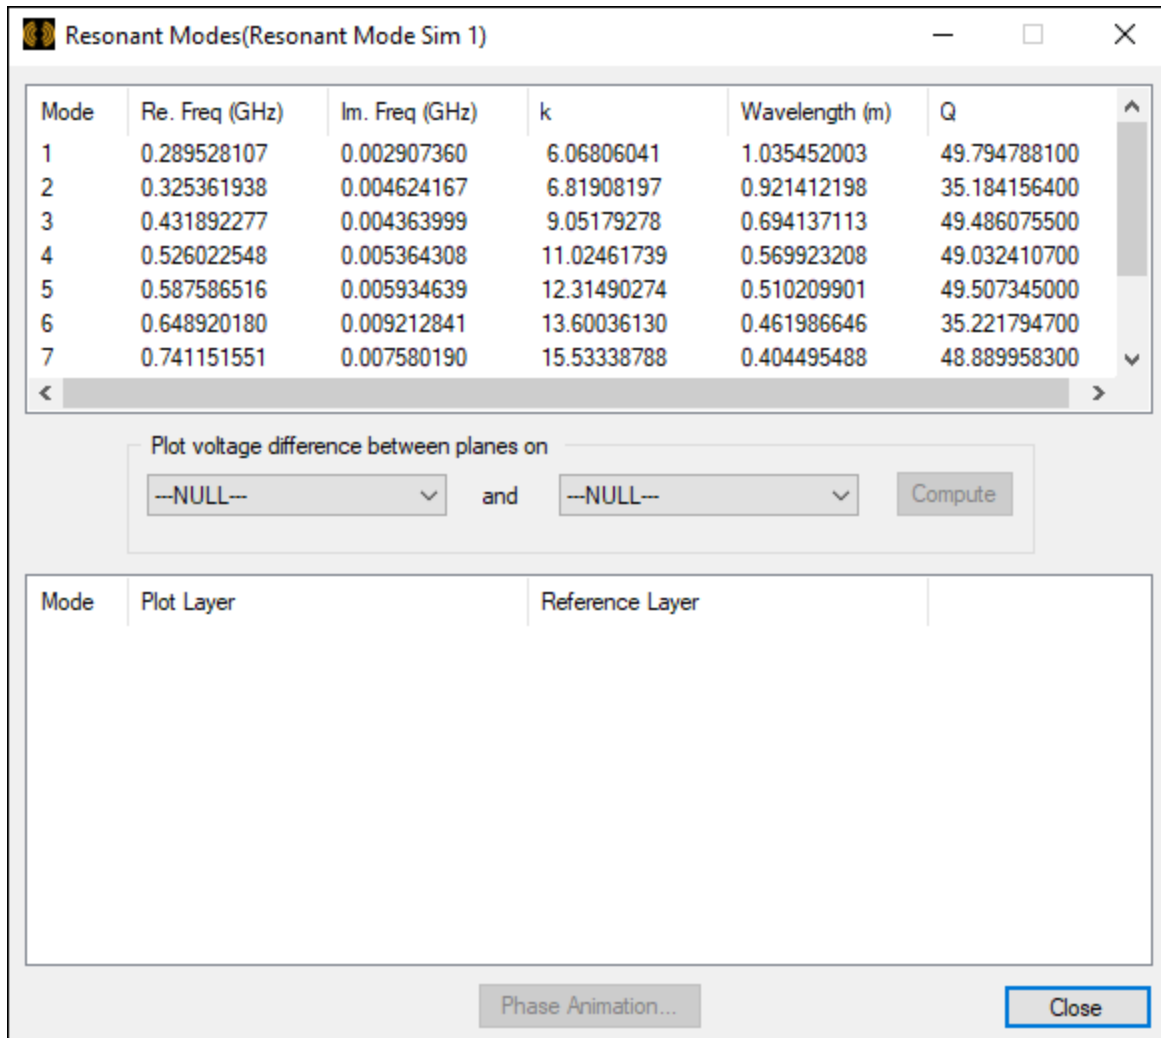 Resonant Modes(Resonant Mode Sim 1)
Mode Re. Freq (GHz) Im. Freq (GHz) k Wavelength (m) Q
1 0.289528107 0.002907360 6.06806041 1.035452003 49.794788100
2 0.325361938 0.004624167 6.81908197 0.921412198 35.184156400
3 0.431892277 0.004363999 9.05179278 0.694137113 49.486075500
4 0.526022548 0.005364308 11.02461739 0.569923208 49.032410700
5 0.587586516 0.005934639 12.31490274 0.510209901 49.507345000
6 0.648920180 0.009212841 13.60036130 0.461986646 35.221794700
7 0.741151551 0.007580190 15.53338788 0.404495488 48.889958300
Plot voltage difference between planes on
---NULL--- and ---NULL--- Compute
Mode Plot Layer Reference Layer
Phase Animation... Close